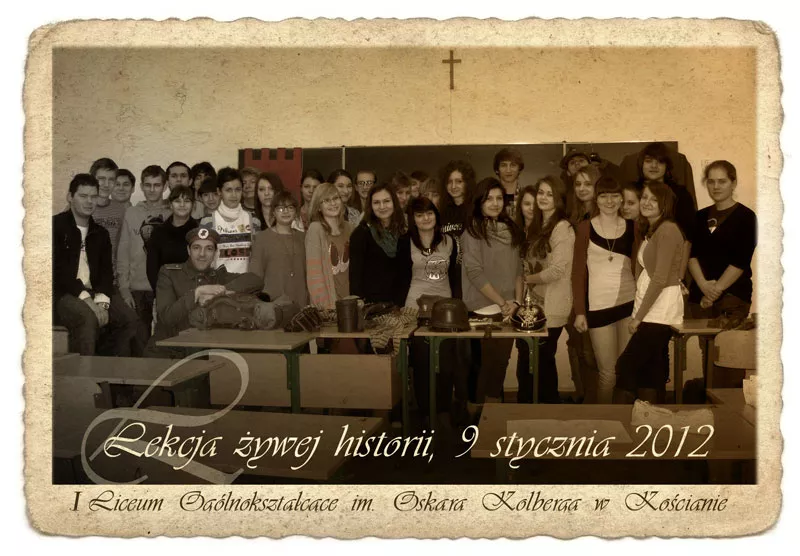 Lekcja żywej historii, 9 stycznia 2012
I Liceum Ogólnokształcące im. Oskara Kolberga w Kościanie